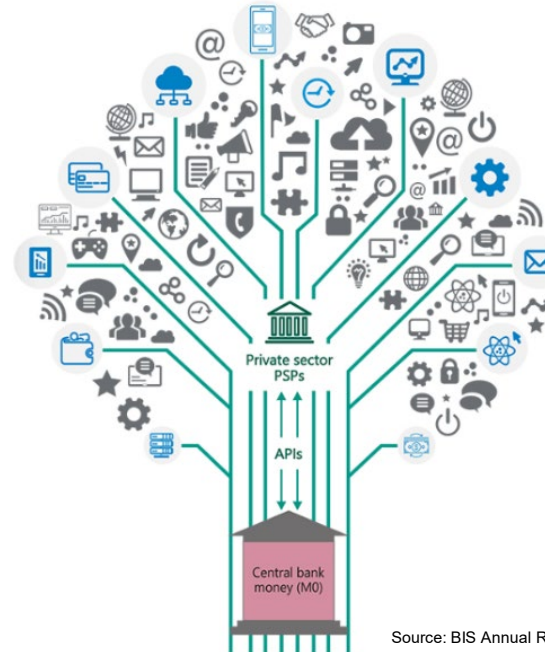 Private sector
PSPs
APIs
Central bank
money (M0)
Source: BIS Annual R